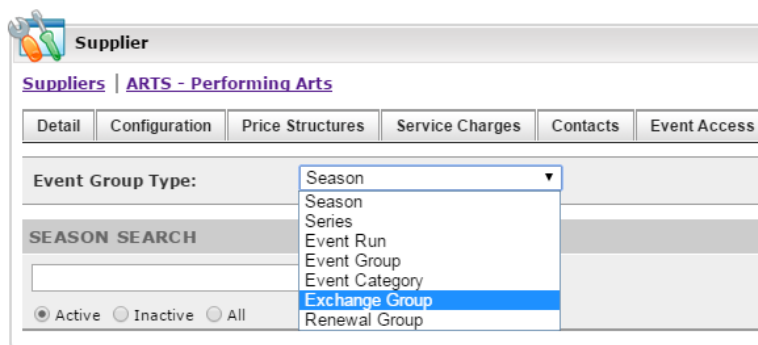 Supplier
Suppliers | ARTS - Performing Arts
Detail Configuration Price Structures Service Charges Contacts Event Access
Event Group Type: Season
Season
Series
Event Run
Event Group
Event Category
Exchange Group
Renewal Group
SEASON SEARCH
Active Inactive All